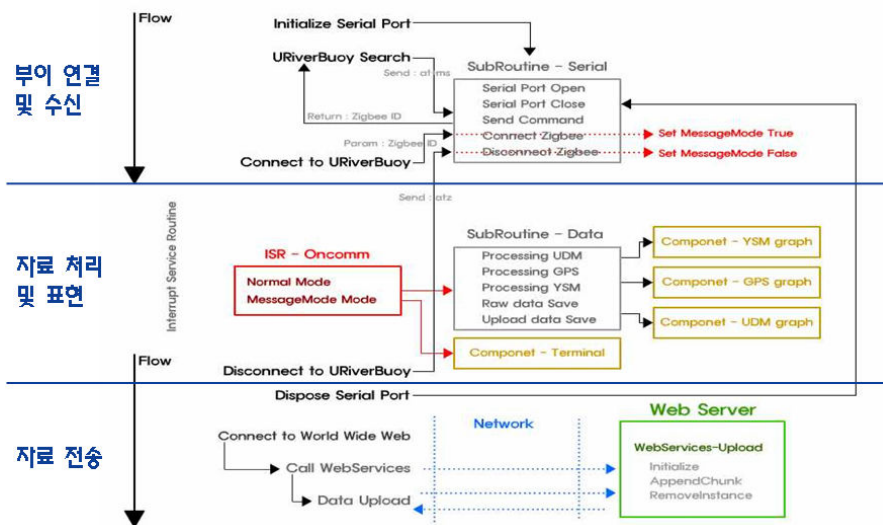 Flow
Initialize Serial Port
부이 연결
및 수신
URiverBuoy Search
Send : at+ms
SubRoutine - Serial
Serial Port Open
Serial Port Close
Send Command
Connect Zigbee
Disconnect Zigbee
Return : Zigbee ID
Param : Zigbee ID
Connect to URiverBuoy
Set MessageMode True
Set MessageMode False
Send : atz
자료 처리
및 표현
Interrupt Service Routine
ISR - Oncomm
Normal Mode
MessageMode Mode
SubRoutine - Data
Processing UDM
Processing GPS
Processing YSM
Raw data Save
Upload data Save
Componet - YSM graph
Componet - GPS graph
Componet - UDM graph
Componet - Terminal
Flow
Disconnect to URiverBuoy
Dispose Serial Port
자료 전송
Connect to World Wide Web
Call WebServices
Data Upload
Network
Web Server
WebServices-Upload
Initialize
AppendChunk
RemoveInstance